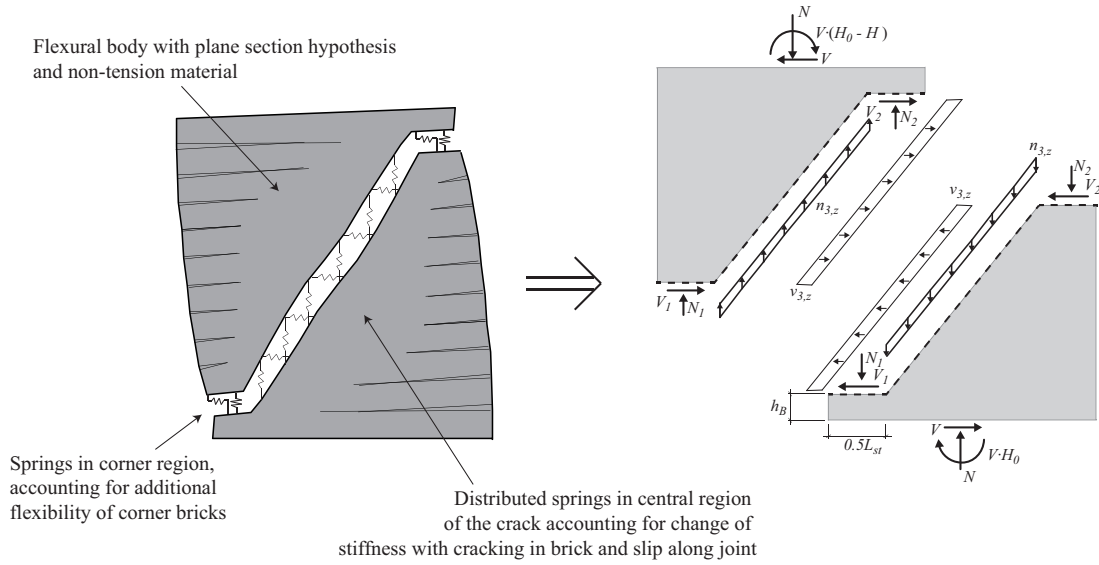 Flexural body with plane section hypothesis
and non-tension material
Springs in corner region,
accounting for additional
flexibility of corner bricks
Distributed springs in central region
of the crack accounting for change of
stiffness with cracking in brick and slip along joint
N
V·(H₀ - H)
V
V₂
N₂
n₃,z
v₃,z
V₁
N₁
n₃,z
N₂
V₂
v₃,z
N₁
V₁
h_B
0.5L_st
V
V·H₀
N